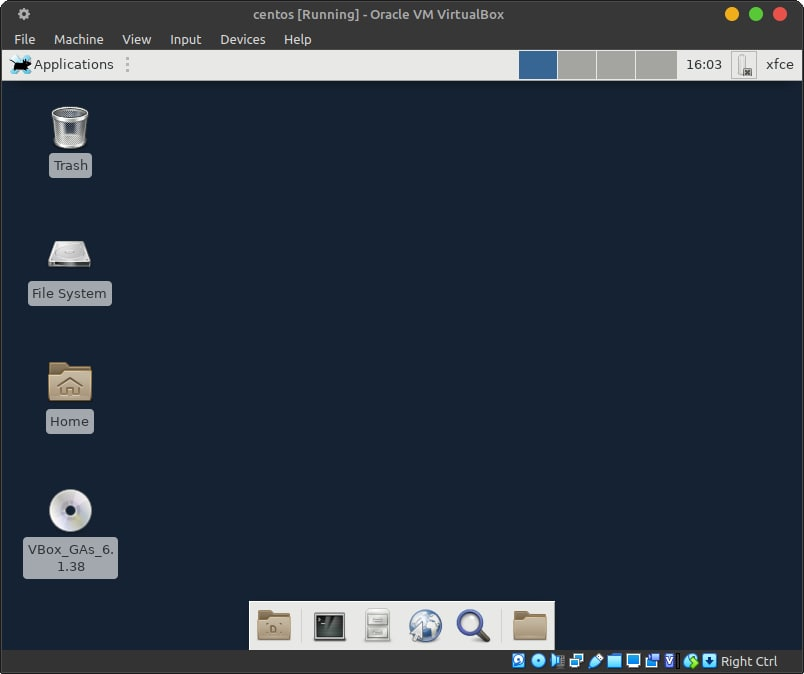 centos [Running] - Oracle VM VirtualBox
File Machine View Input Devices Help
Applications 16:03 xfce
Trash
File System
Home
VBox_GAs_6.
1.38
Right Ctrl